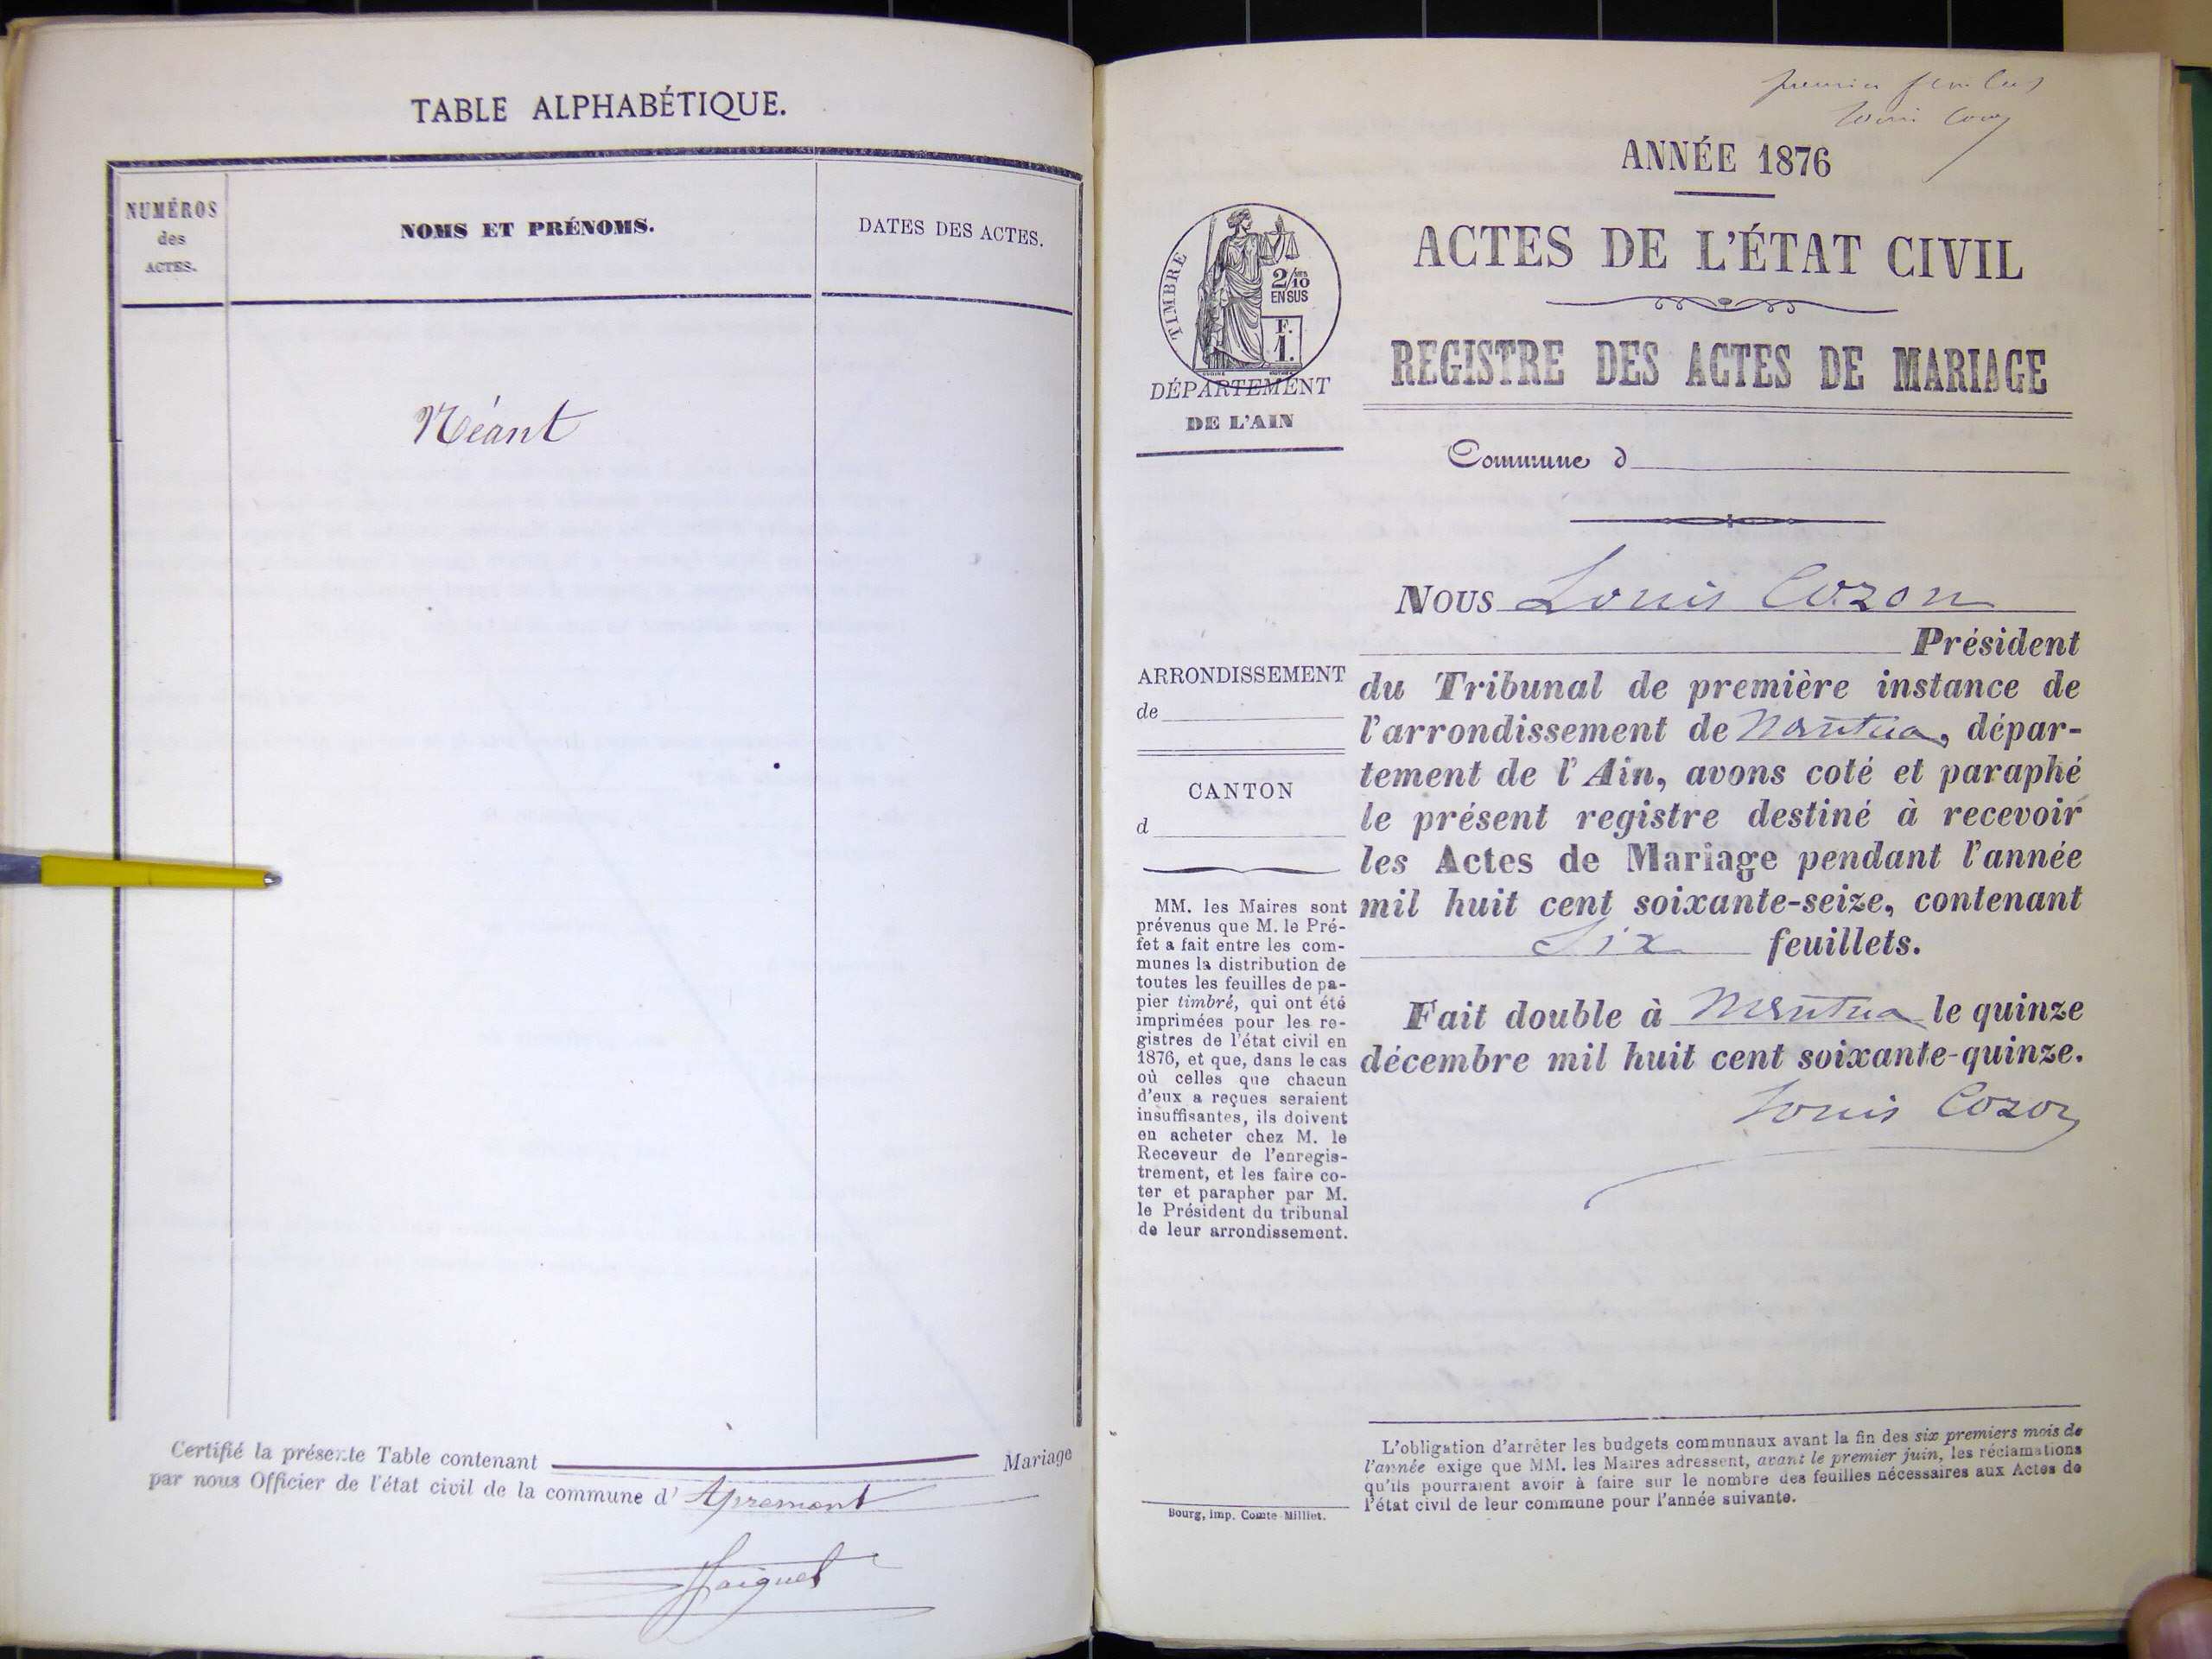 TABLE ALPHABÉTIQUE.
NUMÉROS
des
ACTES.
NOMS ET PRÉNOMS.
DATES DES ACTES.
Néant
Certifié la présente Table contenant Mariage
par nous Officier de l'état civil de la commune d' Apremont
premier feuillet
Louis Cozon
ANNÉE 1876
ACTES DE L'ÉTAT CIVIL
REGISTRE DES ACTES DE MARIAGE
TIMBRE
2/10
EN SUS
F.
1.
DÉPARTEMENT
DE L'AIN
Commune d
ARRONDISSEMENT
de
CANTON
d
MM. les Maires sont
prévenus que M. le Pré-
fet a fait entre les com-
munes la distribution de
toutes les feuilles de pa-
pier timbré, qui ont été
imprimées pour les re-
gistres de l'état civil en
1876, et que, dans le cas
où celles que chacun
d'eux a reçues seraient
insuffisantes, ils doivent
en acheter chez M. le
Receveur de l'enregis-
trement, et les faire co-
ter et parapher par M.
le Président du tribunal
de leur arrondissement.
Nous Louis Cozon
Président
du Tribunal de première instance de
l'arrondissement de Nantua, dépar-
tement de l'Ain, avons coté et paraphé
le présent registre destiné à recevoir
les Actes de Mariage pendant l'année
mil huit cent soixante-seize, contenant
Six feuillets.
Fait double à Nantua le quinze
décembre mil huit cent soixante-quinze.
Louis Cozon
L'obligation d'arrêter les budgets communaux avant la fin des six premiers mois de
l'année exige que MM. les Maires adressent, avant le premier juin, les réclamations
qu'ils pourraient avoir à faire sur le nombre des feuilles nécessaires aux Actes de
l'état civil de leur commune pour l'année suivante.
Bourg, imp. Comte-Milliet.